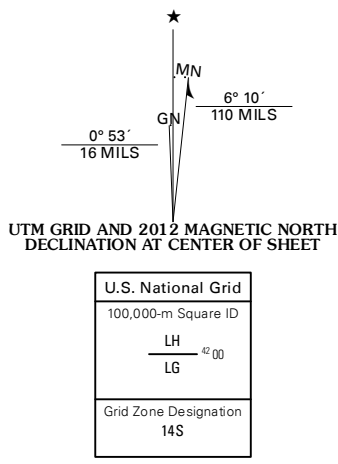 ★
MN
6° 10´
110 MILS
GN
0° 53´
16 MILS
UTM GRID AND 2012 MAGNETIC NORTH
DECLINATION AT CENTER OF SHEET
U.S. National Grid
100,000-m Square ID
LH
42 00
LG
Grid Zone Designation
14S